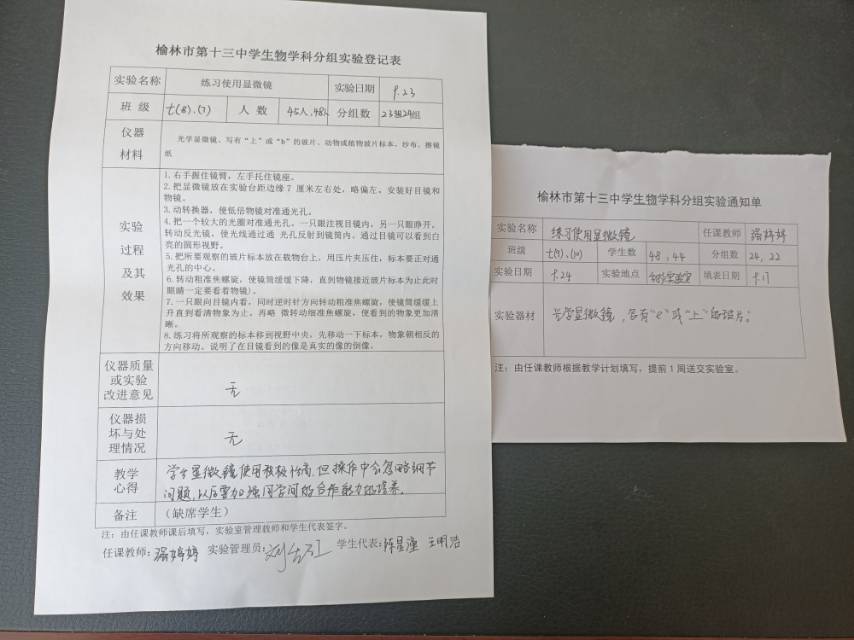 榆林市第十三中学生物学科分组实验登记表
实验名称 练习使用显微镜 实验日期 9.23
班 级 七(8).(7) 人 数 45人,48人 分组数 23组24组
仪器
材料
光学显微镜、写有“上”或“b”的玻片、动物或植物玻片标本、纱布、擦镜
纸
实验
过程
及其
效果
1.右手握住镜臂,左手托住镜座。
2.把显微镜放在实验台距边缘 7 厘米左右处,略偏左。安装好目镜和
物镜。
3.动转换器,使低倍物镜对准通光孔。
4.把一个较大的光圈对准通光孔。一只眼注视目镜内,另一只眼睁开。
转动反光镜,使光线通过通 光孔反射到镜筒内。通过目镜可以看到白
亮的圆形视野。
5.把所要观察的玻片标本放在载物台上,用压片夹压住,标本要正对通
光孔的中心。
6.转动粗准焦螺旋,使镜筒缓缓下降,直到物镜接近玻片标本为止此时
眼睛一定要看着物镜)。
7.一只眼向目镜内看,同时逆时针方向转动粗准焦螺旋,使镜筒缓缓上
升直到看清物象为止。再略 微转动细准焦螺旋,使看到的物象更加清
晰。
8.练习将所观察的标本移到视野中央,先移动一下标本,物象朝相反的
方向移动。说明了在目镜看到的像是真实的像的倒像。
仪器质量
或实验
改进意见
无
仪器损
坏与处
理情况
无
教学
心得
学生显微镜使用积极性高,但操作中会忽略调节
问题,以后要加强同学间的合作能力的培养。
备注 (缺席学生)
注:由任课教师课后填写,实验室管理教师和学生代表签字。
任课教师: 实验管理员: 学生代表:
榆林市第十三中学生物学科分组实验通知单
实验名称 练习使用显微镜 任课教师
班级 七(9).(10) 学生数 48,44 分组数 24,22
实验日期 9.24 实验地点 实验室 填表日期 9.17
实验器材 光学显微镜,写有“e”或“上”的玻片。
注:由任课教师根据教学计划填写,提前 1 周送交实验室。